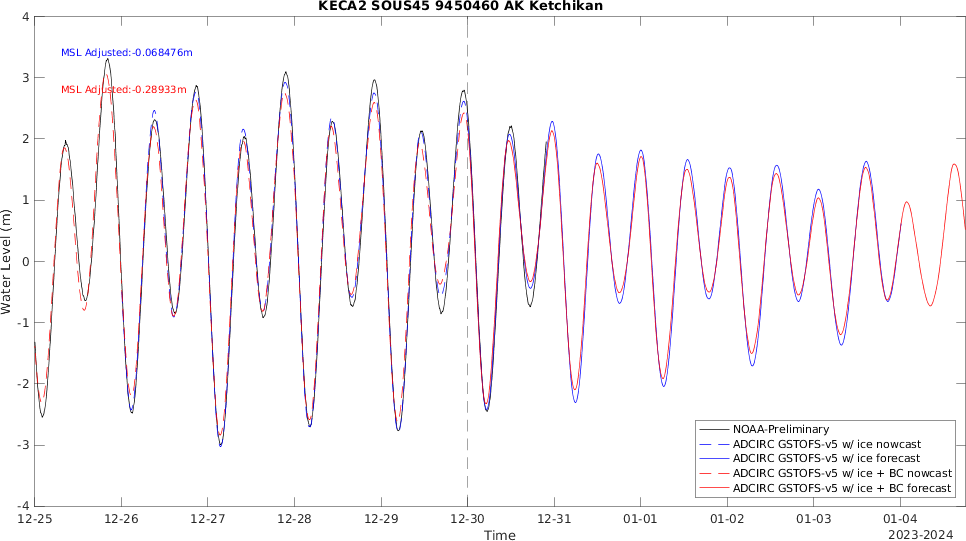 KECA2 SOUS45 9450460 AK Ketchikan
MSL Adjusted:-0.068476m
MSL Adjusted:-0.28933m
Water Level (m)
4
3
2
1
0
-1
-2
-3
-4
NOAA-Preliminary
ADCIRC GSTOFS-v5 w/ ice nowcast
ADCIRC GSTOFS-v5 w/ ice forecast
ADCIRC GSTOFS-v5 w/ ice + BC nowcast
ADCIRC GSTOFS-v5 w/ ice + BC forecast
12-25 12-26 12-27 12-28 12-29 12-30 12-31 01-01 01-02 01-03 01-04
Time
2023-2024